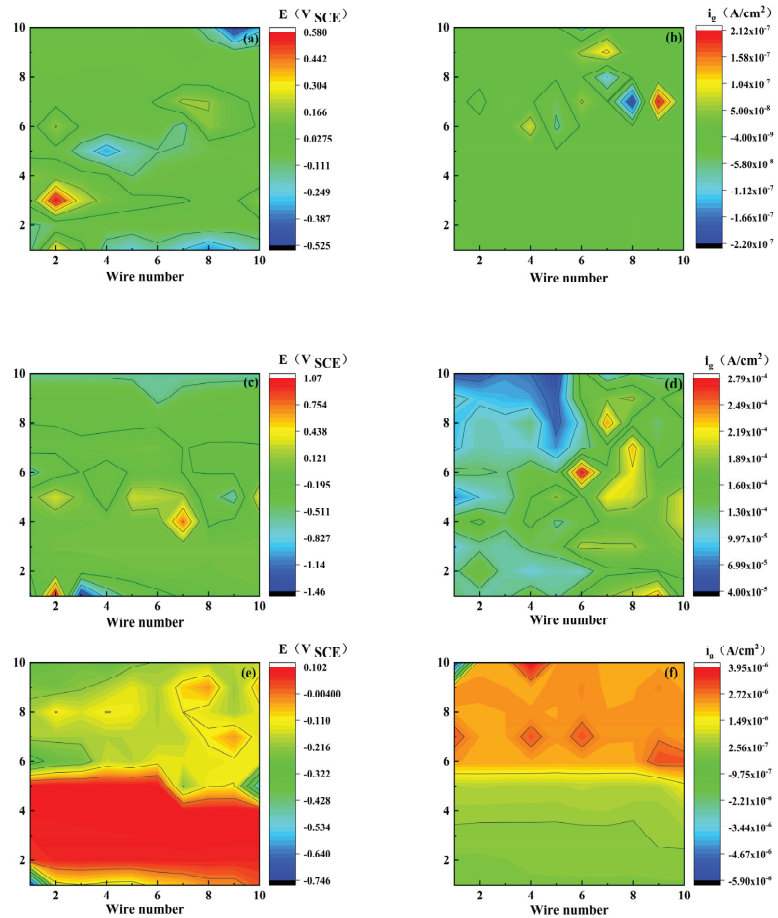 E (V SCE)
(a)
10
8
6
4
2
2 4 6 8 10
Wire number
0.580
0.442
0.304
0.166
0.0275
-0.111
-0.249
-0.387
-0.525
i_g (A/cm²)
(b)
10
8
6
4
2
2 4 6 8 10
Wire number
2.12x10⁻⁷
1.58x10⁻⁷
1.04x10⁻⁷
5.00x10⁻⁸
-4.00x10⁻⁹
-5.80x10⁻⁸
-1.12x10⁻⁷
-1.66x10⁻⁷
-2.20x10⁻⁷
E (V SCE)
(c)
10
8
6
4
2
2 4 6 8 10
Wire number
1.07
0.754
0.438
0.121
-0.195
-0.511
-0.827
-1.14
-1.46
i_g (A/cm²)
(d)
10
8
6
4
2
2 4 6 8 10
Wire number
2.79x10⁻⁴
2.49x10⁻⁴
2.19x10⁻⁴
1.89x10⁻⁴
1.60x10⁻⁴
1.30x10⁻⁴
9.97x10⁻⁵
6.99x10⁻⁵
4.00x10⁻⁵
E (V SCE)
(e)
10
8
6
4
2
2 4 6 8 10
Wire number
0.102
-0.00400
-0.110
-0.216
-0.322
-0.428
-0.534
-0.640
-0.746
i_g (A/cm²)
(f)
10
8
6
4
2
2 4 6 8 10
Wire number
3.95x10⁻⁶
2.72x10⁻⁶
1.49x10⁻⁶
2.56x10⁻⁷
-9.75x10⁻⁷
-2.21x10⁻⁶
-3.44x10⁻⁶
-4.67x10⁻⁶
-5.90x10⁻⁶